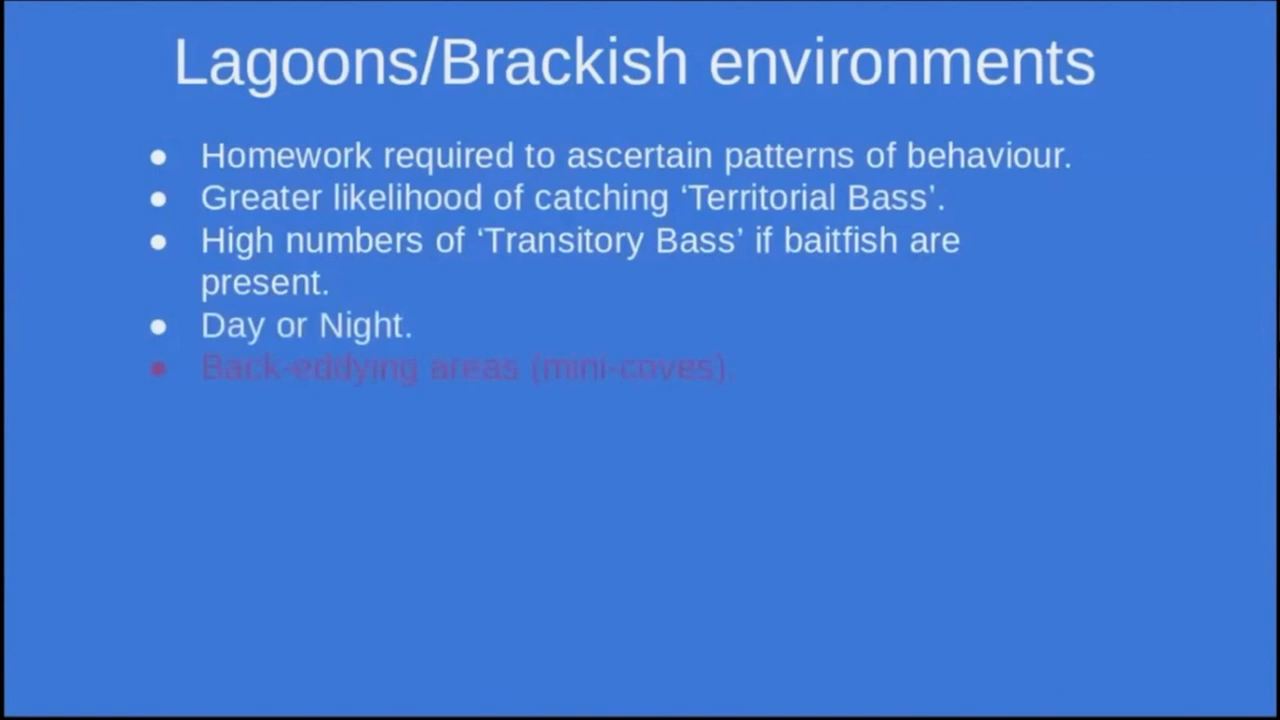 Lagoons/Brackish environments
● Homework required to ascertain patterns of behaviour.
● Greater likelihood of catching ‘Territorial Bass’.
● High numbers of ‘Transitory Bass’ if baitfish are
present.
● Day or Night.
● Back-eddying areas (mini-coves).